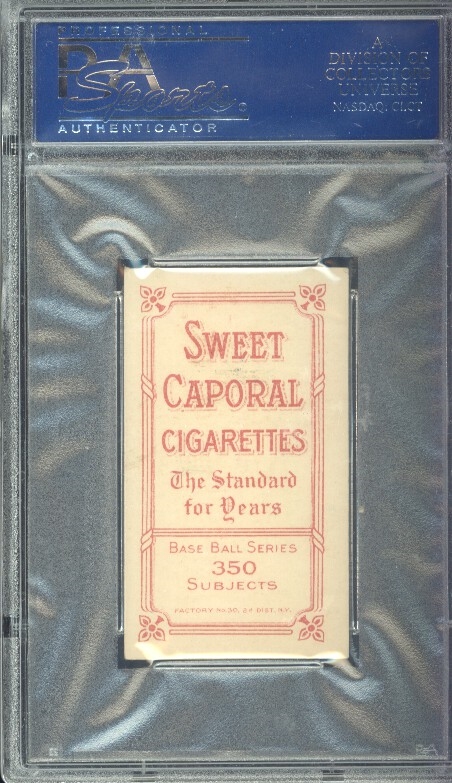 PROFESSIONAL
PSA
Sports
AUTHENTICATOR
A
DIVISION OF
COLLECTORS
UNIVERSE
NASDAQ: CLCT
SWEET
CAPORAL
CIGARETTES
The Standard
for Years
BASE BALL SERIES
350
SUBJECTS
FACTORY No. 30, 2d DIST. N.Y.
PSA